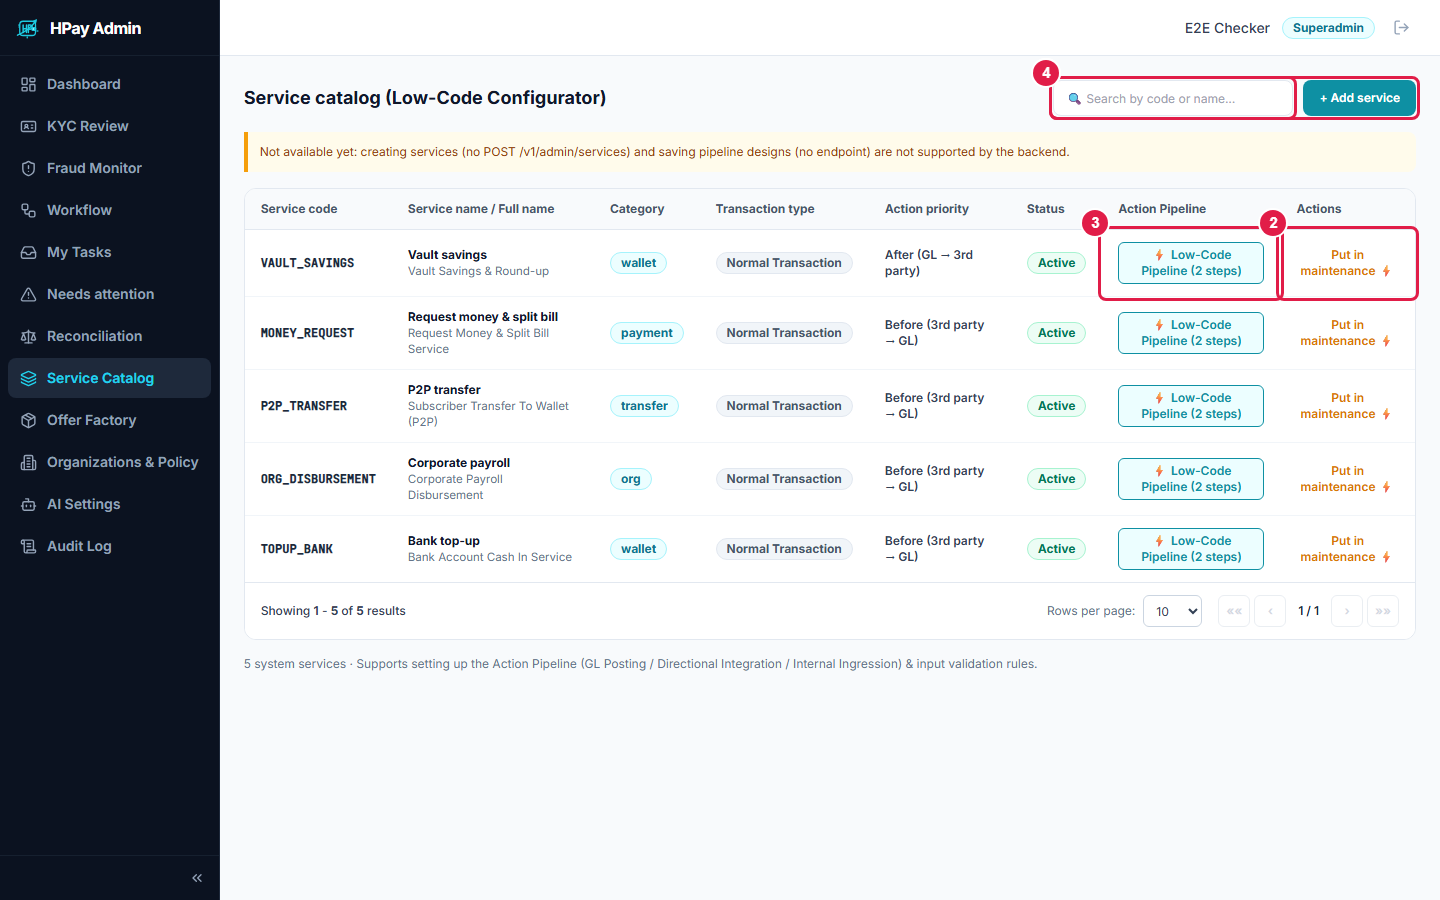 HPay Admin
E2E Checker
Superadmin
Dashboard
KYC Review
Fraud Monitor
Workflow
My Tasks
Needs attention
Reconciliation
Service Catalog
Offer Factory
Organizations & Policy
AI Settings
Audit Log
«
Service catalog (Low-Code Configurator)
4
Search by code or name...
+ Add service
Not available yet: creating services (no POST /v1/admin/services) and saving pipeline designs (no endpoint) are not supported by the backend.
Service code
Service name / Full name
Category
Transaction type
Action priority
Status
Action Pipeline
Actions
3
2
VAULT_SAVINGS
Vault savings
Vault Savings & Round-up
wallet
Normal Transaction
After (GL → 3rd
party)
Active
Low-Code
Pipeline (2 steps)
Put in
maintenance
MONEY_REQUEST
Request money & split bill
Request Money & Split Bill
Service
payment
Normal Transaction
Before (3rd party
→ GL)
Active
Low-Code
Pipeline (2 steps)
Put in
maintenance
P2P_TRANSFER
P2P transfer
Subscriber Transfer To Wallet
(P2P)
transfer
Normal Transaction
Before (3rd party
→ GL)
Active
Low-Code
Pipeline (2 steps)
Put in
maintenance
ORG_DISBURSEMENT
Corporate payroll
Corporate Payroll
Disbursement
org
Normal Transaction
Before (3rd party
→ GL)
Active
Low-Code
Pipeline (2 steps)
Put in
maintenance
TOPUP_BANK
Bank top-up
Bank Account Cash In Service
wallet
Normal Transaction
Before (3rd party
→ GL)
Active
Low-Code
Pipeline (2 steps)
Put in
maintenance
Showing 1 - 5 of 5 results
Rows per page:
10
««
‹
1 / 1
›
»»
5 system services · Supports setting up the Action Pipeline (GL Posting / Directional Integration / Internal Ingression) & input validation rules.